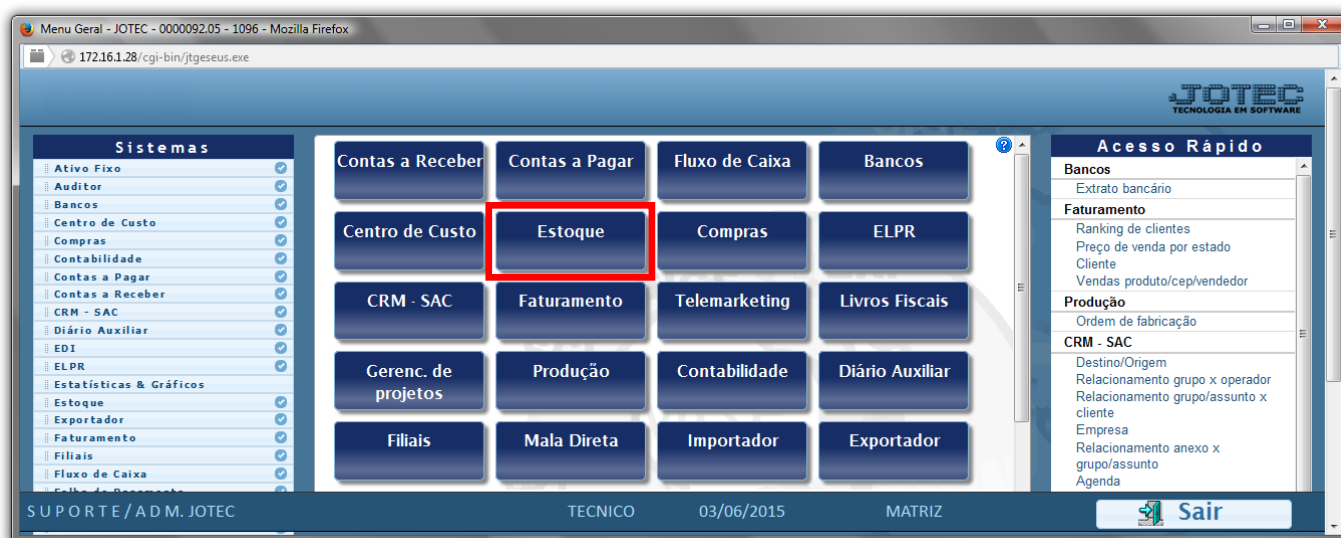 Menu Geral - JOTEC - 0000092.05 - 1096 - Mozilla Firefox
172.16.1.28/cgi-bin/jtgeseus.exe
JOTEC
TECNOLOGIA EM SOFTWARE
Sistemas
Ativo Fixo
Auditor
Bancos
Centro de Custo
Compras
Contabilidade
Contas a Pagar
Contas a Receber
CRM - SAC
Diário Auxiliar
EDI
ELPR
Estatísticas & Gráficos
Estoque
Exportador
Faturamento
Filiais
Fluxo de Caixa
Contas a Receber
Contas a Pagar
Fluxo de Caixa
Bancos
Centro de Custo
Estoque
Compras
ELPR
CRM - SAC
Faturamento
Telemarketing
Livros Fiscais
Gerenc. de
projetos
Produção
Contabilidade
Diário Auxiliar
Filiais
Mala Direta
Importador
Exportador
Acesso Rápido
Bancos
Extrato bancário
Faturamento
Ranking de clientes
Preço de venda por estado
Cliente
Vendas produto/cep/vendedor
Produção
Ordem de fabricação
CRM - SAC
Destino/Origem
Relacionamento grupo x operador
Relacionamento grupo/assunto x
cliente
Empresa
Relacionamento anexo x
grupo/assunto
Agenda
SUPORTE/ADM. JOTEC
TECNICO
03/06/2015
MATRIZ
Sair